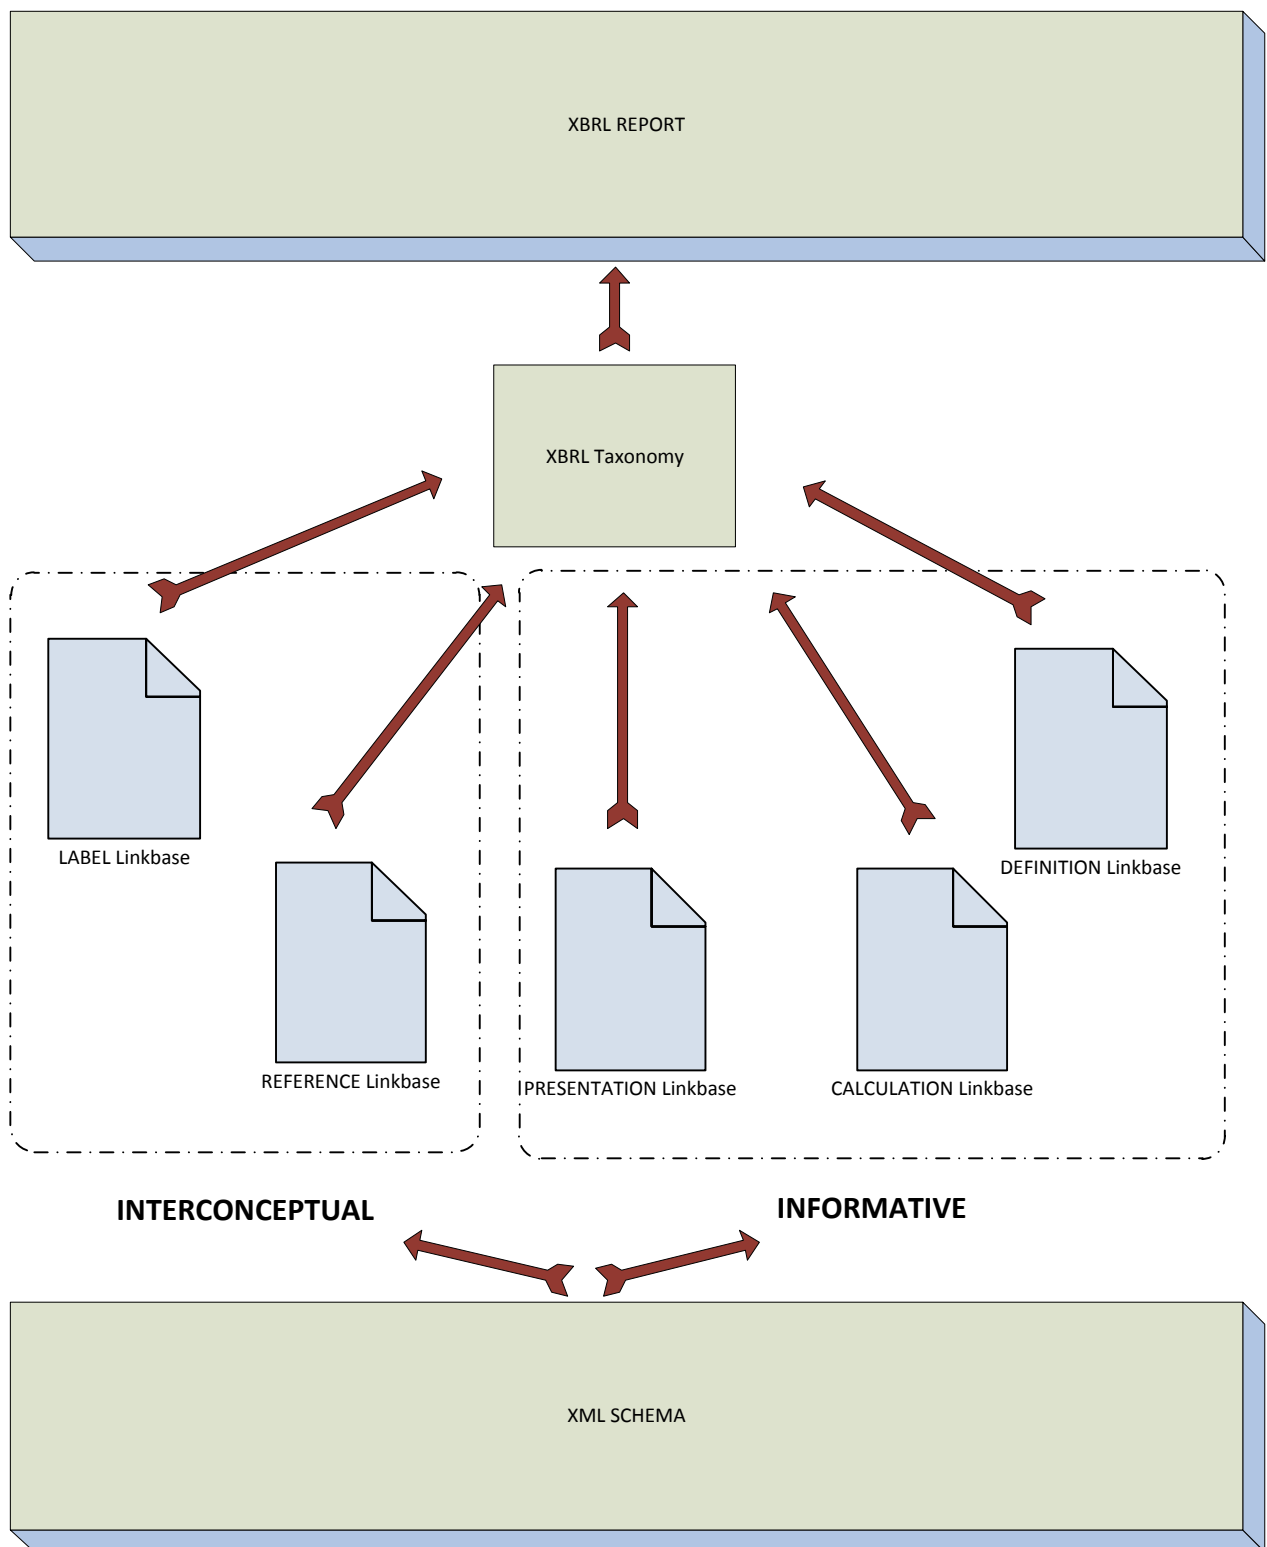 XBRL REPORT
XBRL Taxonomy
LABEL Linkbase
DEFINITION Linkbase
REFERENCE Linkbase
PRESENTATION Linkbase
CALCULATION Linkbase
INTERCONCEPTUAL
INFORMATIVE
XML SCHEMA